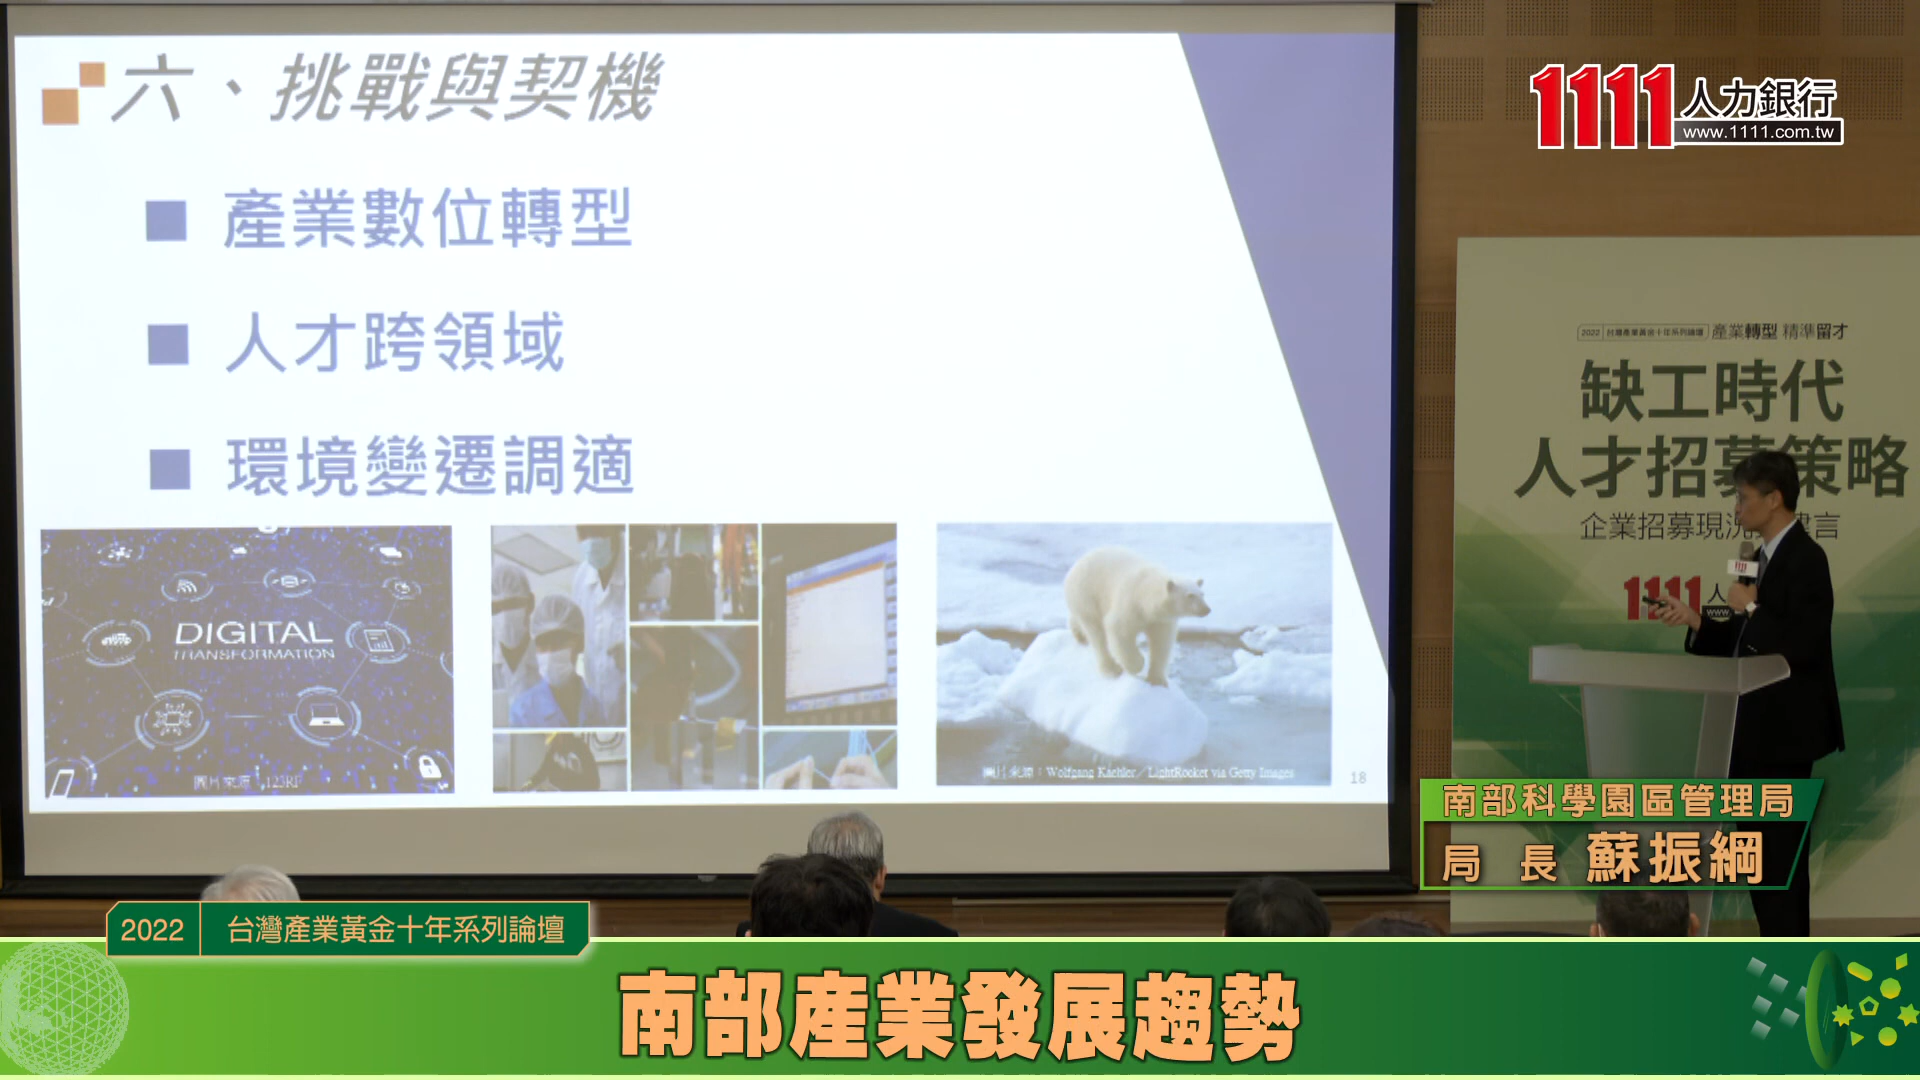 六、挑戰與契機
產業數位轉型
人才跨領域
環境變遷調適
DIGITAL
TRANSFORMATION
圖片來源：123RF
圖片來源：Wolfgang Kaehler／LightRocket via Getty Images
18
1111人力銀行
www.1111.com.tw
2022 台灣產業黃金十年系列論壇 產業轉型 精準留才
缺工時代
人才招募策略
企業招募現況
言
1111人
www
1111
南部科學園區管理局
局長 蘇振綱
2022 台灣產業黃金十年系列論壇
南部產業發展趨勢